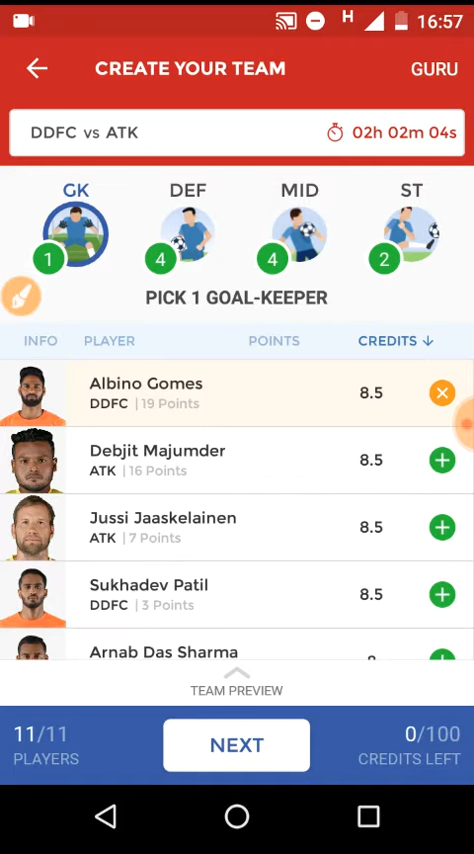 H 16:57
CREATE YOUR TEAM GURU
DDFC vs ATK 02h 02m 04s
GK DEF MID ST
1 4 4 2
PICK 1 GOAL-KEEPER
INFO PLAYER POINTS CREDITS ↓
Albino Gomes
DDFC | 19 Points 8.5
Debjit Majumder
ATK | 16 Points 8.5
Jussi Jaaskelainen
ATK | 7 Points 8.5
Sukhadev Patil
DDFC | 3 Points 8.5
Arnab Das Sharma
TEAM PREVIEW
11/11 NEXT 0/100
PLAYERS CREDITS LEFT